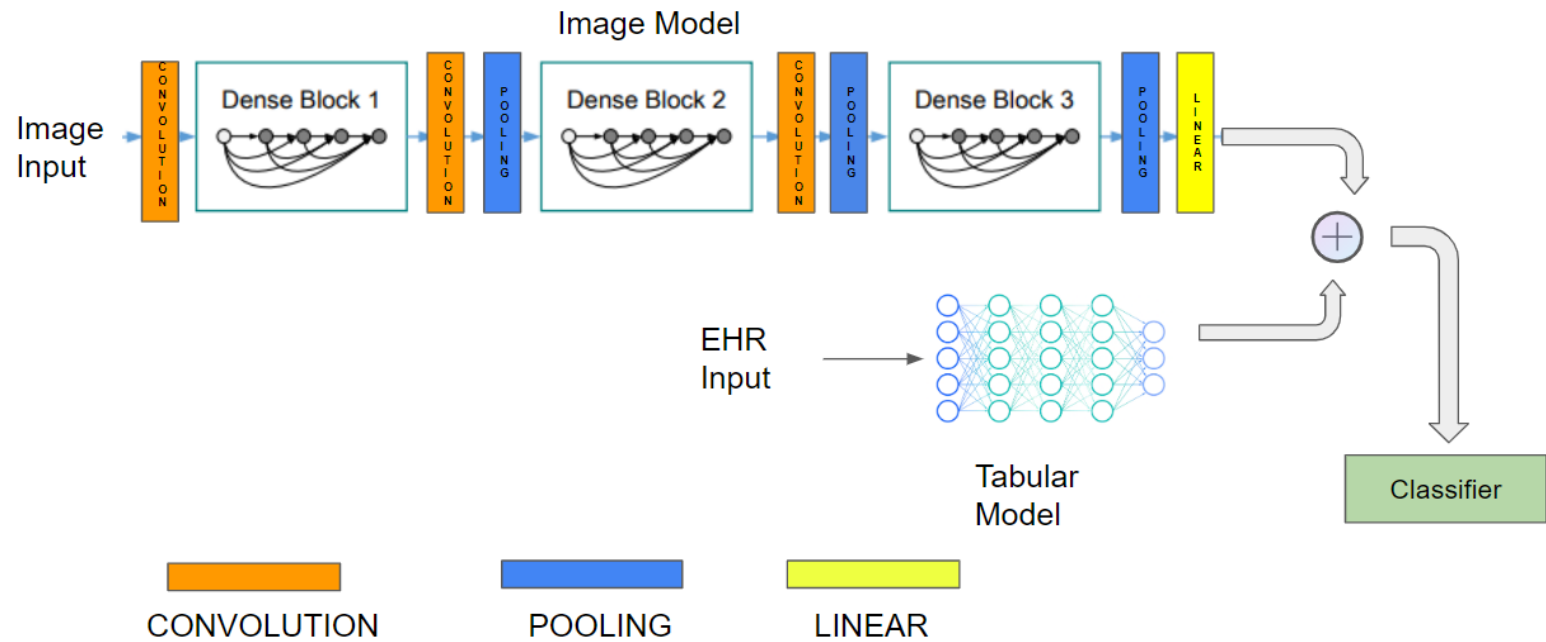 Image Model
Image
Input
CONVOLUTION
Dense Block 1
CONVOLUTION
POOLING
Dense Block 2
CONVOLUTION
POOLING
Dense Block 3
POOLING
LINEAR
EHR
Input
Tabular
Model
Classifier
CONVOLUTION
POOLING
LINEAR